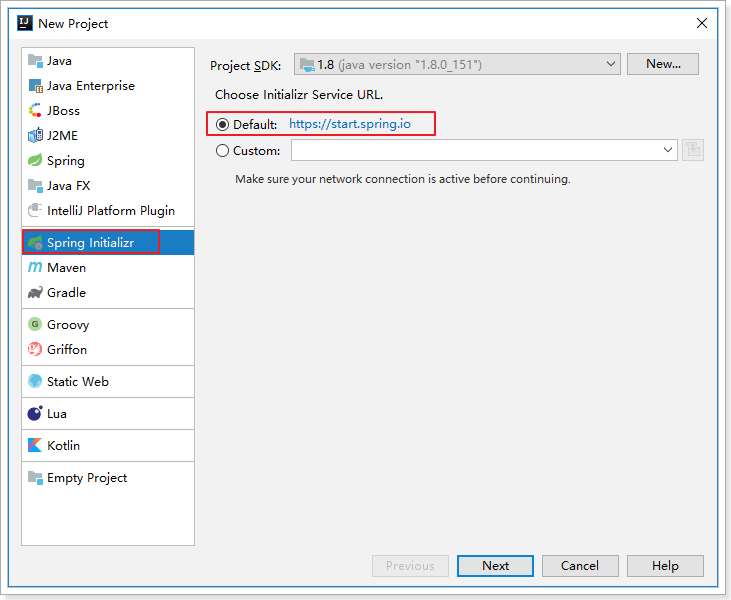 New Project
Java
Java Enterprise
JBoss
J2ME
Spring
Java FX
IntelliJ Platform Plugin
Spring Initializr
Maven
Gradle
Groovy
Griffon
Static Web
Lua
Kotlin
Empty Project
Project SDK: 1.8 (java version "1.8.0_151") New...
Choose Initializr Service URL.
Default: https://start.spring.io
Custom:
Make sure your network connection is active before continuing.
Previous Next Cancel Help